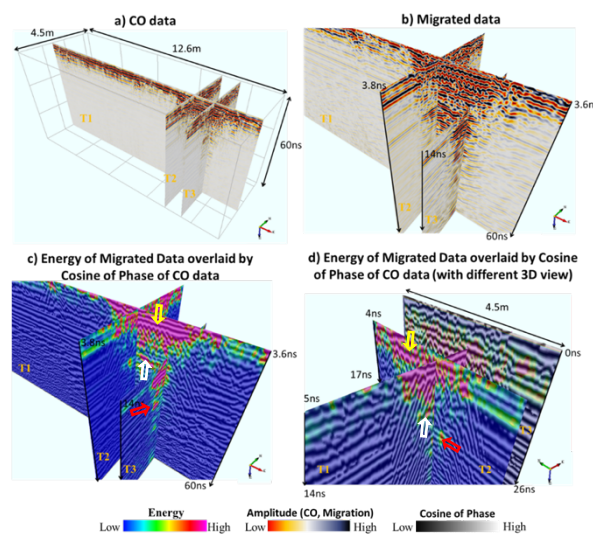 a) CO data
4.5m
12.6m
60ns
T1
T2
T3
b) Migrated data
3.8ns
3.6ns
14ns
T1
T2
60ns
c) Energy of Migrated Data overlaid by
Cosine of Phase of CO data
3.8ns
3.6ns
T1
14ns
T2
T3
60ns
d) Energy of Migrated Data overlaid by Cosine
of Phase of CO data (with different 3D view)
4.5m
4ns
0ns
17ns
5ns
T1
T2
14ns
26ns
Energy
Low High
Amplitude (CO, Migration)
Low High
Cosine of Phase
Low High